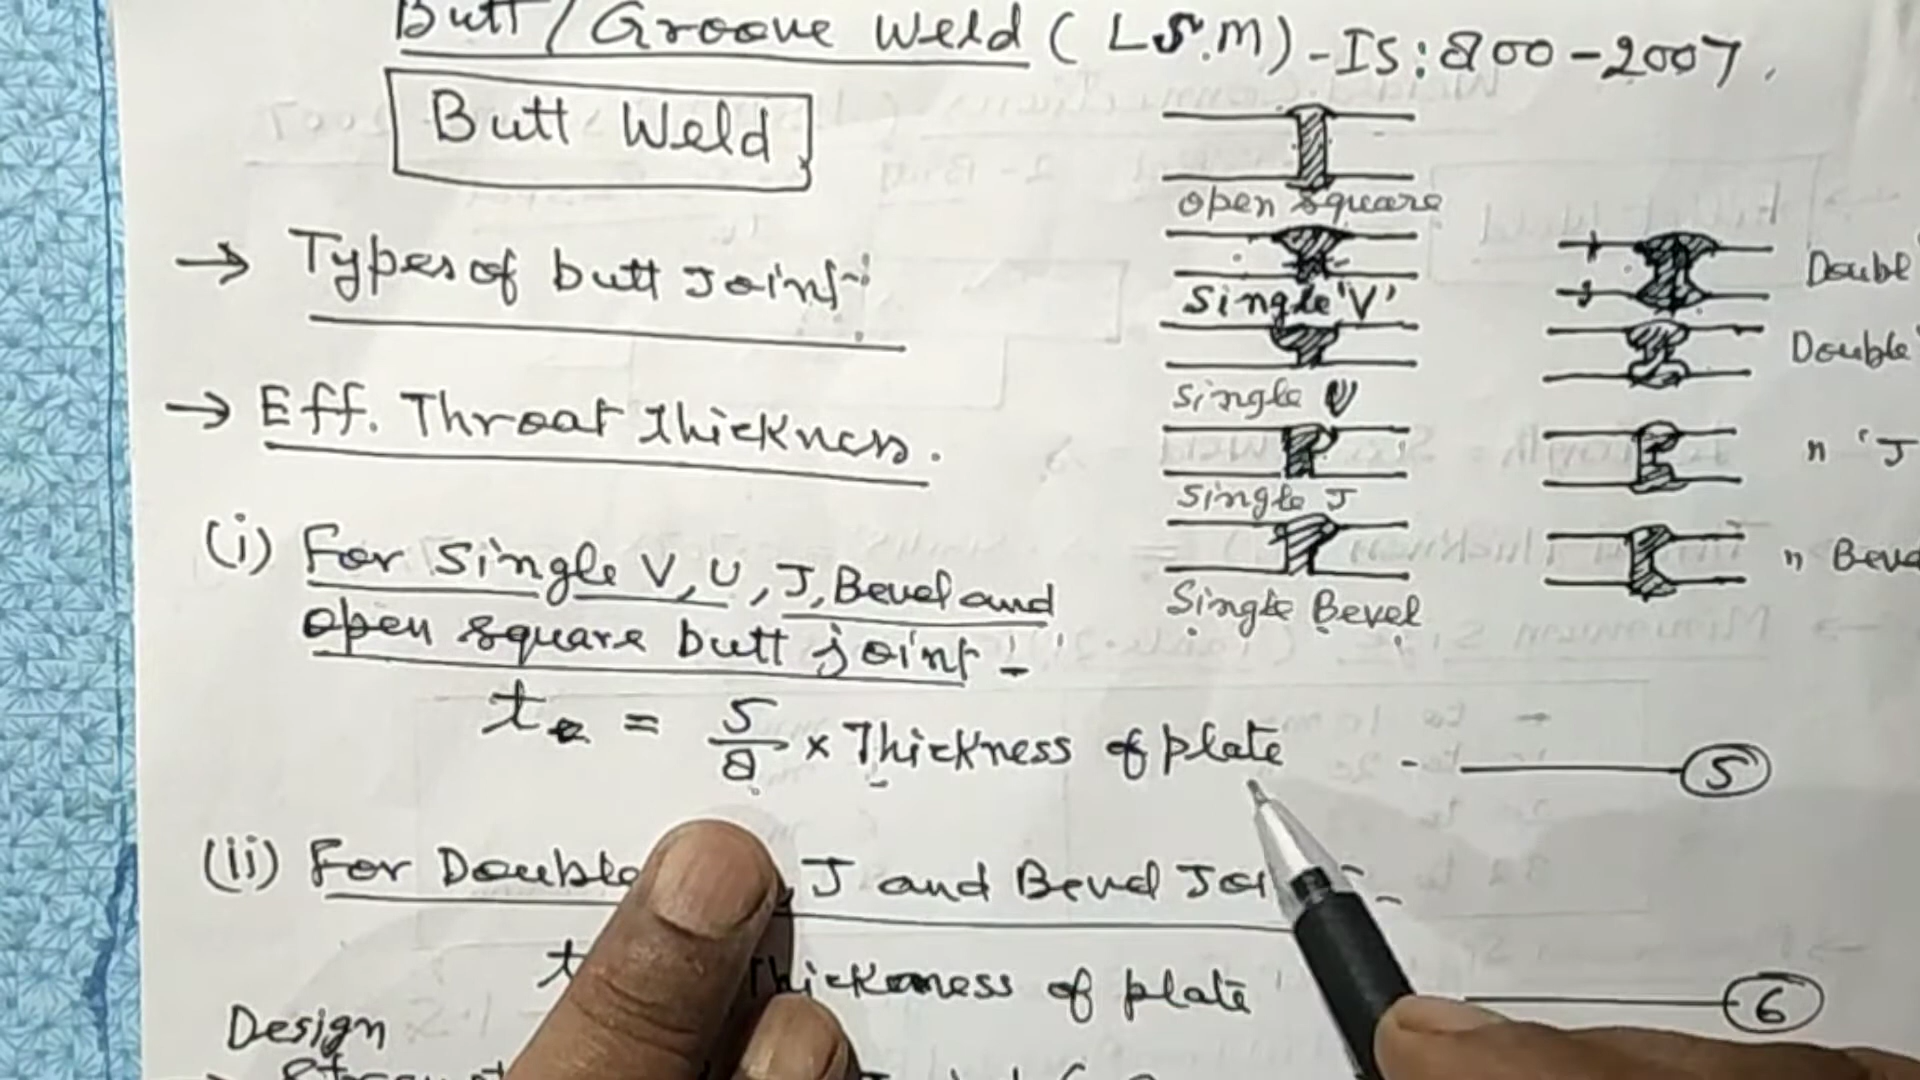 Butt / Groove Weld ( L.S.M) - IS: 800 - 2007.
Butt Weld
→ Types of butt Joint :
→ Eff. Throat Thickness.
(i) For Single V, U, J, Bevel and
open square butt joint -
te = 5/8 x Thickness of plate - 5
(ii) For Double , J and Bevel
t Thickness of plate 6
Design
open square
Single 'V'
Single U
Single J
Single Bevel
Doubl
Double
" 'J
" Beve